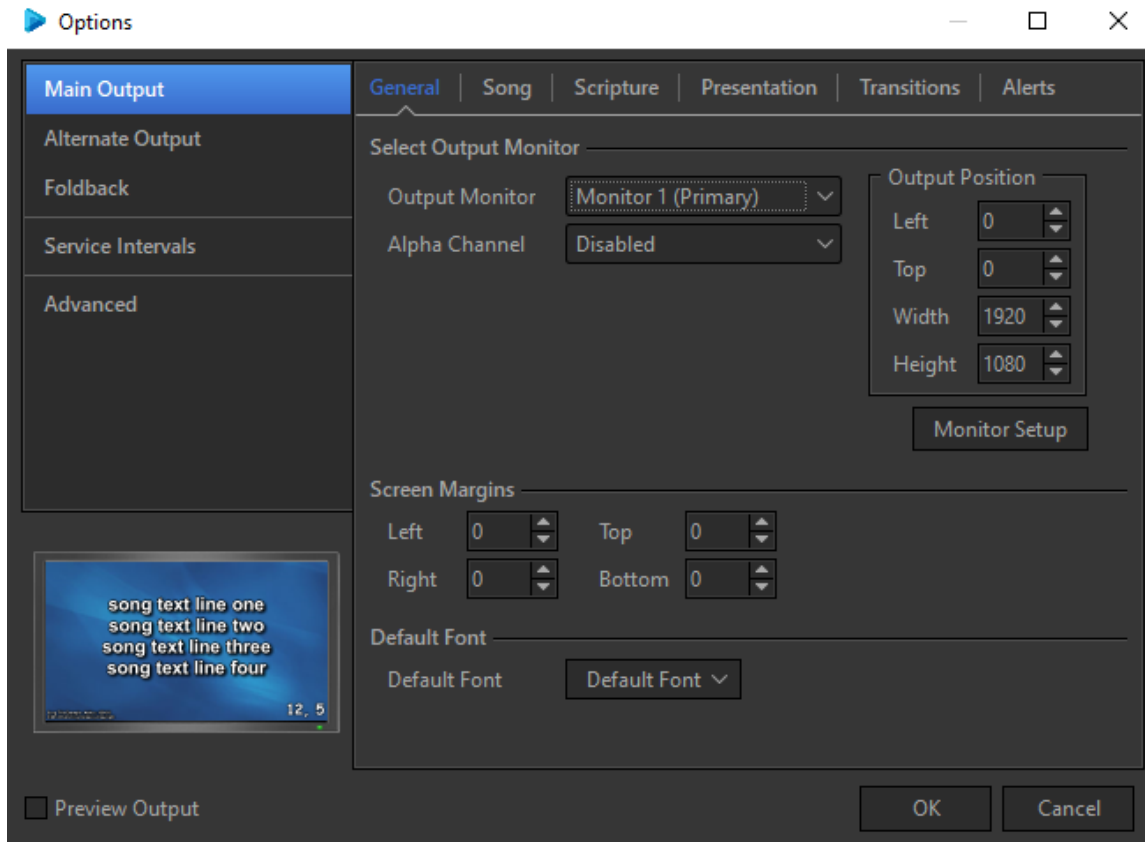 Options
Main Output
Alternate Output
Foldback
Service Intervals
Advanced
General
Song
Scripture
Presentation
Transitions
Alerts
Select Output Monitor
Output Monitor
Monitor 1 (Primary)
Alpha Channel
Disabled
Output Position
Left
0
Top
0
Width
1920
Height
1080
Monitor Setup
Screen Margins
Left
0
Top
0
Right
0
Bottom
0
Default Font
Default Font
Default Font
song text line one
song text line two
song text line three
song text line four
12, 5
Preview Output
OK
Cancel